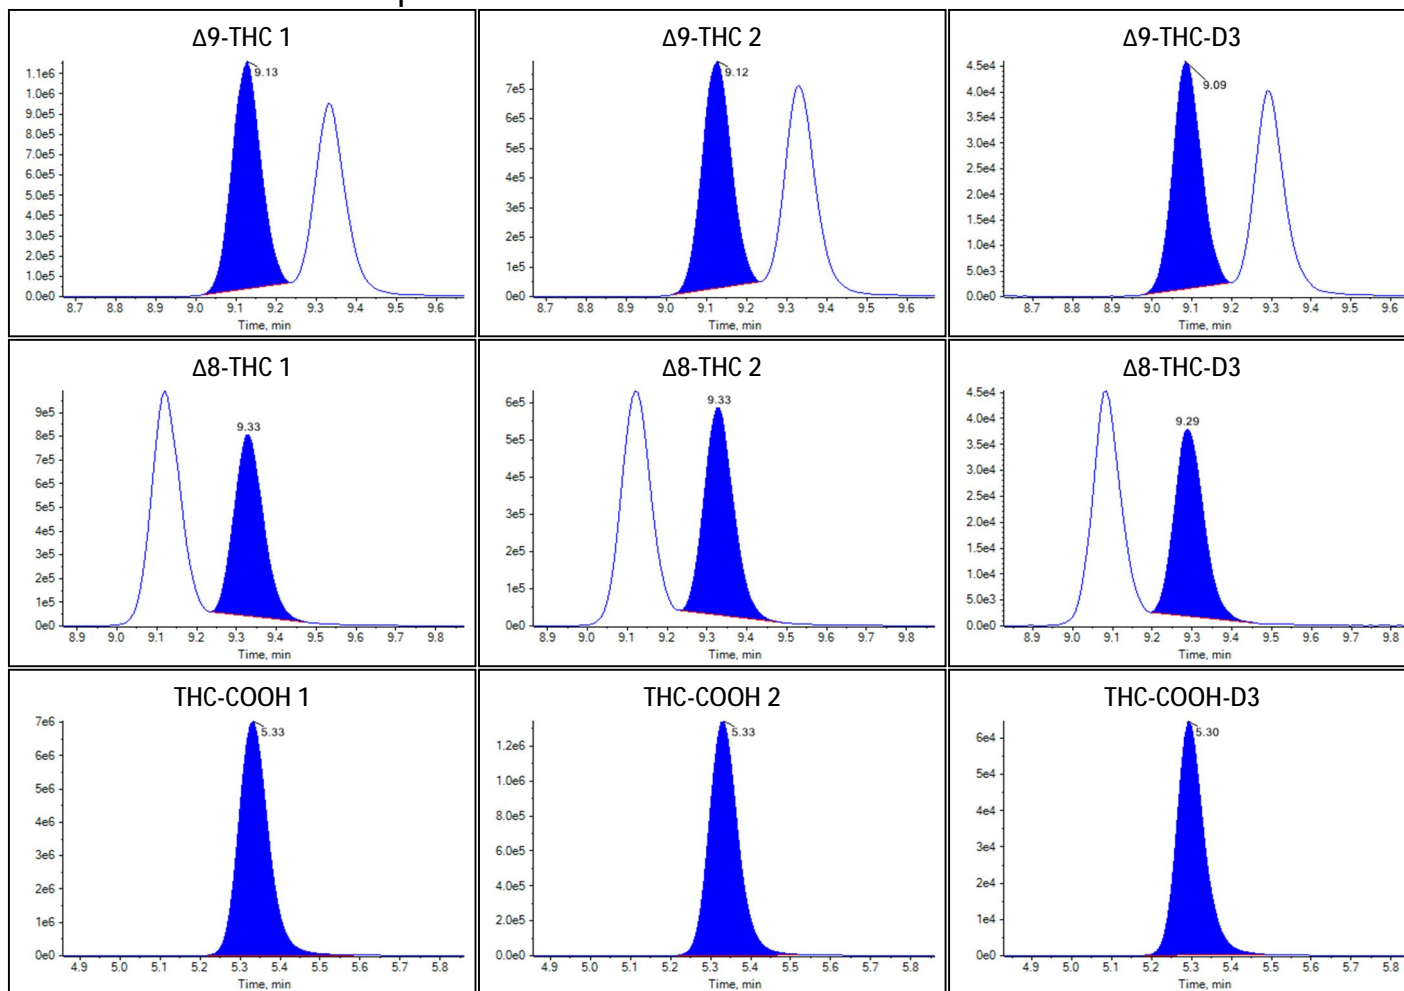 Δ9-THC 1
1.1e6
1.0e6
9.0e5
8.0e5
7.0e5
6.0e5
5.0e5
4.0e5
3.0e5
2.0e5
1.0e5
0.0e0
9.13
8.7 8.8 8.9 9.0 9.1 9.2 9.3 9.4 9.5 9.6
Time, min
Δ9-THC 2
7e5
6e5
5e5
4e5
3e5
2e5
1e5
0e0
9.12
8.7 8.8 8.9 9.0 9.1 9.2 9.3 9.4 9.5 9.6
Time, min
Δ9-THC-D3
4.5e4
4.0e4
3.5e4
3.0e4
2.5e4
2.0e4
1.5e4
1.0e4
5.0e3
0.0e0
9.09
8.7 8.8 8.9 9.0 9.1 9.2 9.3 9.4 9.5 9.6
Time, min
Δ8-THC 1
9e5
8e5
7e5
6e5
5e5
4e5
3e5
2e5
1e5
0e0
9.33
8.9 9.0 9.1 9.2 9.3 9.4 9.5 9.6 9.7 9.8
Time, min
Δ8-THC 2
6e5
5e5
4e5
3e5
2e5
1e5
0e0
9.33
8.9 9.0 9.1 9.2 9.3 9.4 9.5 9.6 9.7 9.8
Time, min
Δ8-THC-D3
4.5e4
4.0e4
3.5e4
3.0e4
2.5e4
2.0e4
1.5e4
1.0e4
5.0e3
0.0e0
9.29
8.9 9.0 9.1 9.2 9.3 9.4 9.5 9.6 9.7 9.8
Time, min
THC-COOH 1
7e6
6e6
5e6
4e6
3e6
2e6
1e6
0e0
5.33
4.9 5.0 5.1 5.2 5.3 5.4 5.5 5.6 5.7 5.8
Time, min
THC-COOH 2
1.2e6
1.0e6
8.0e5
6.0e5
4.0e5
2.0e5
0.0e0
5.33
4.9 5.0 5.1 5.2 5.3 5.4 5.5 5.6 5.7 5.8
Time, min
THC-COOH-D3
6e4
5e4
4e4
3e4
2e4
1e4
0e0
5.30
4.9 5.0 5.1 5.2 5.3 5.4 5.5 5.6 5.7 5.8
Time, min